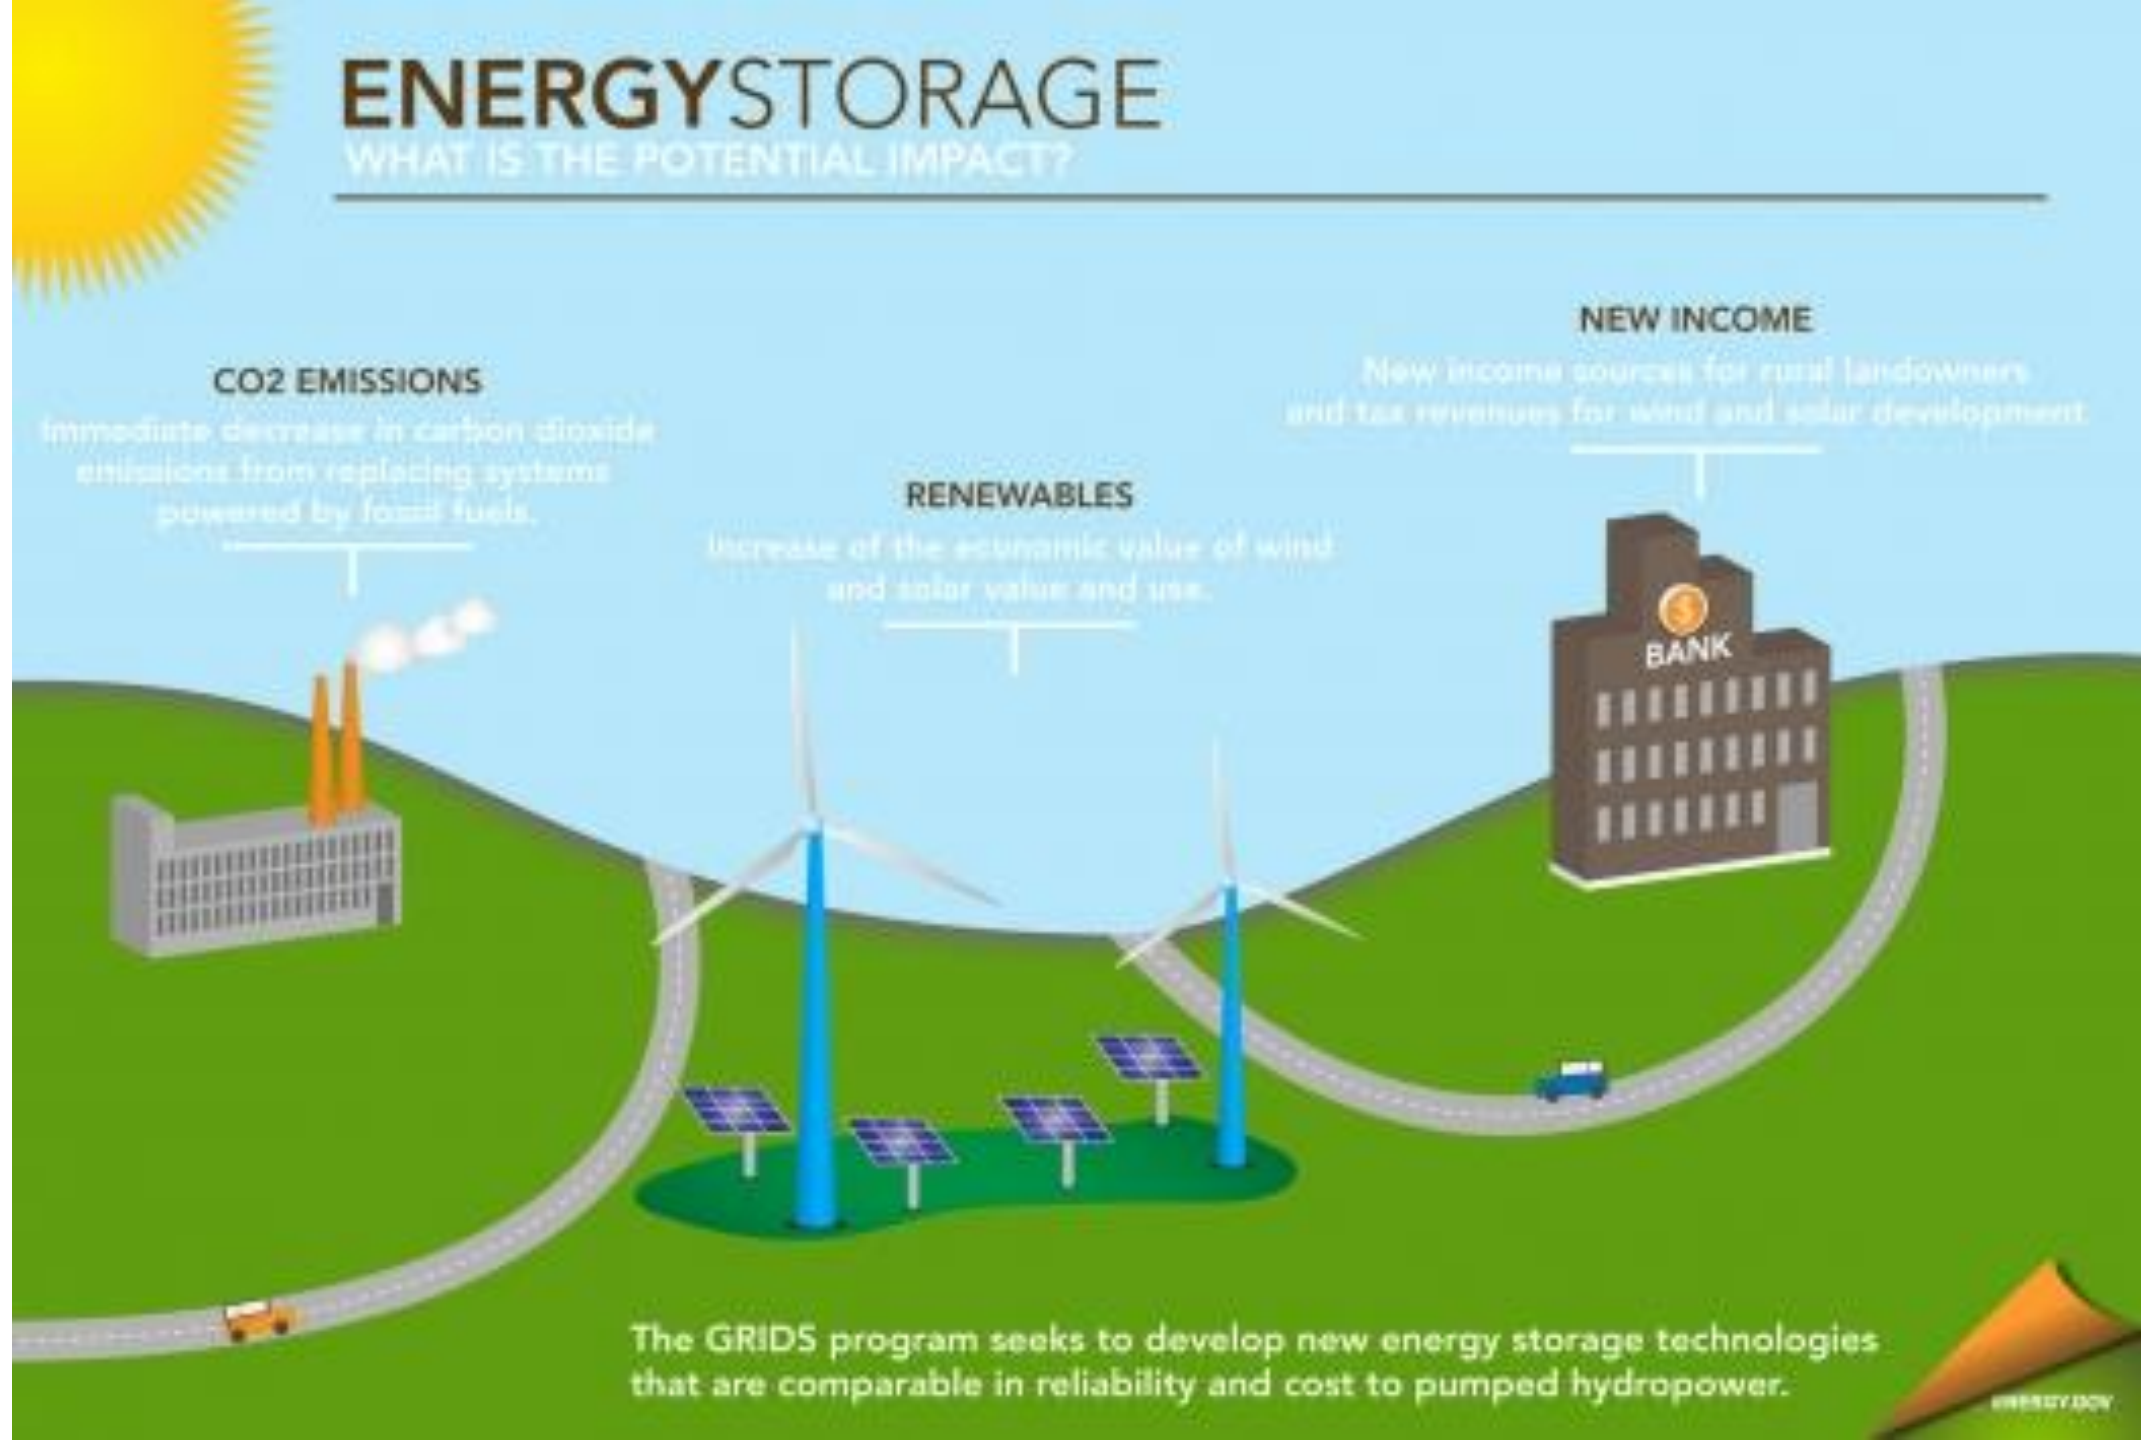 ENERGYSTORAGE
WHAT IS THE POTENTIAL IMPACT?
NEW INCOME
New income sources for rural landowners
and tax revenues for wind and solar development.
CO2 EMISSIONS
Immediate decrease in carbon dioxide
emissions from replacing systems
powered by fossil fuels.
RENEWABLES
Increase of the economic value of wind
and solar value and use.
$
BANK
The GRIDS program seeks to develop new energy storage technologies
that are comparable in reliability and cost to pumped hydropower.
ENERGY.GOV